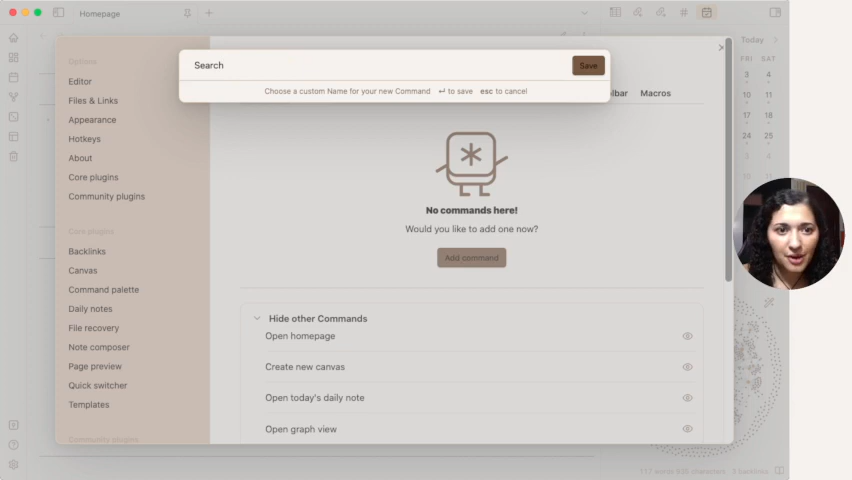 Homepage
Today
FRI SAT
3 4
10 11
17 18
24 25
3 4
Search
Save
Choose a custom Name for your new Command ↵ to save esc to cancel
Options
Editor
Files & Links
Appearance
Hotkeys
About
Core plugins
Community plugins
Core plugins
Backlinks
Canvas
Command palette
Daily notes
File recovery
Note composer
Page preview
Quick switcher
Templates
Community plugins
Macros
No commands here!
Would you like to add one now?
Add command
Hide other Commands
Open homepage
Create new canvas
Open today's daily note
Open graph view